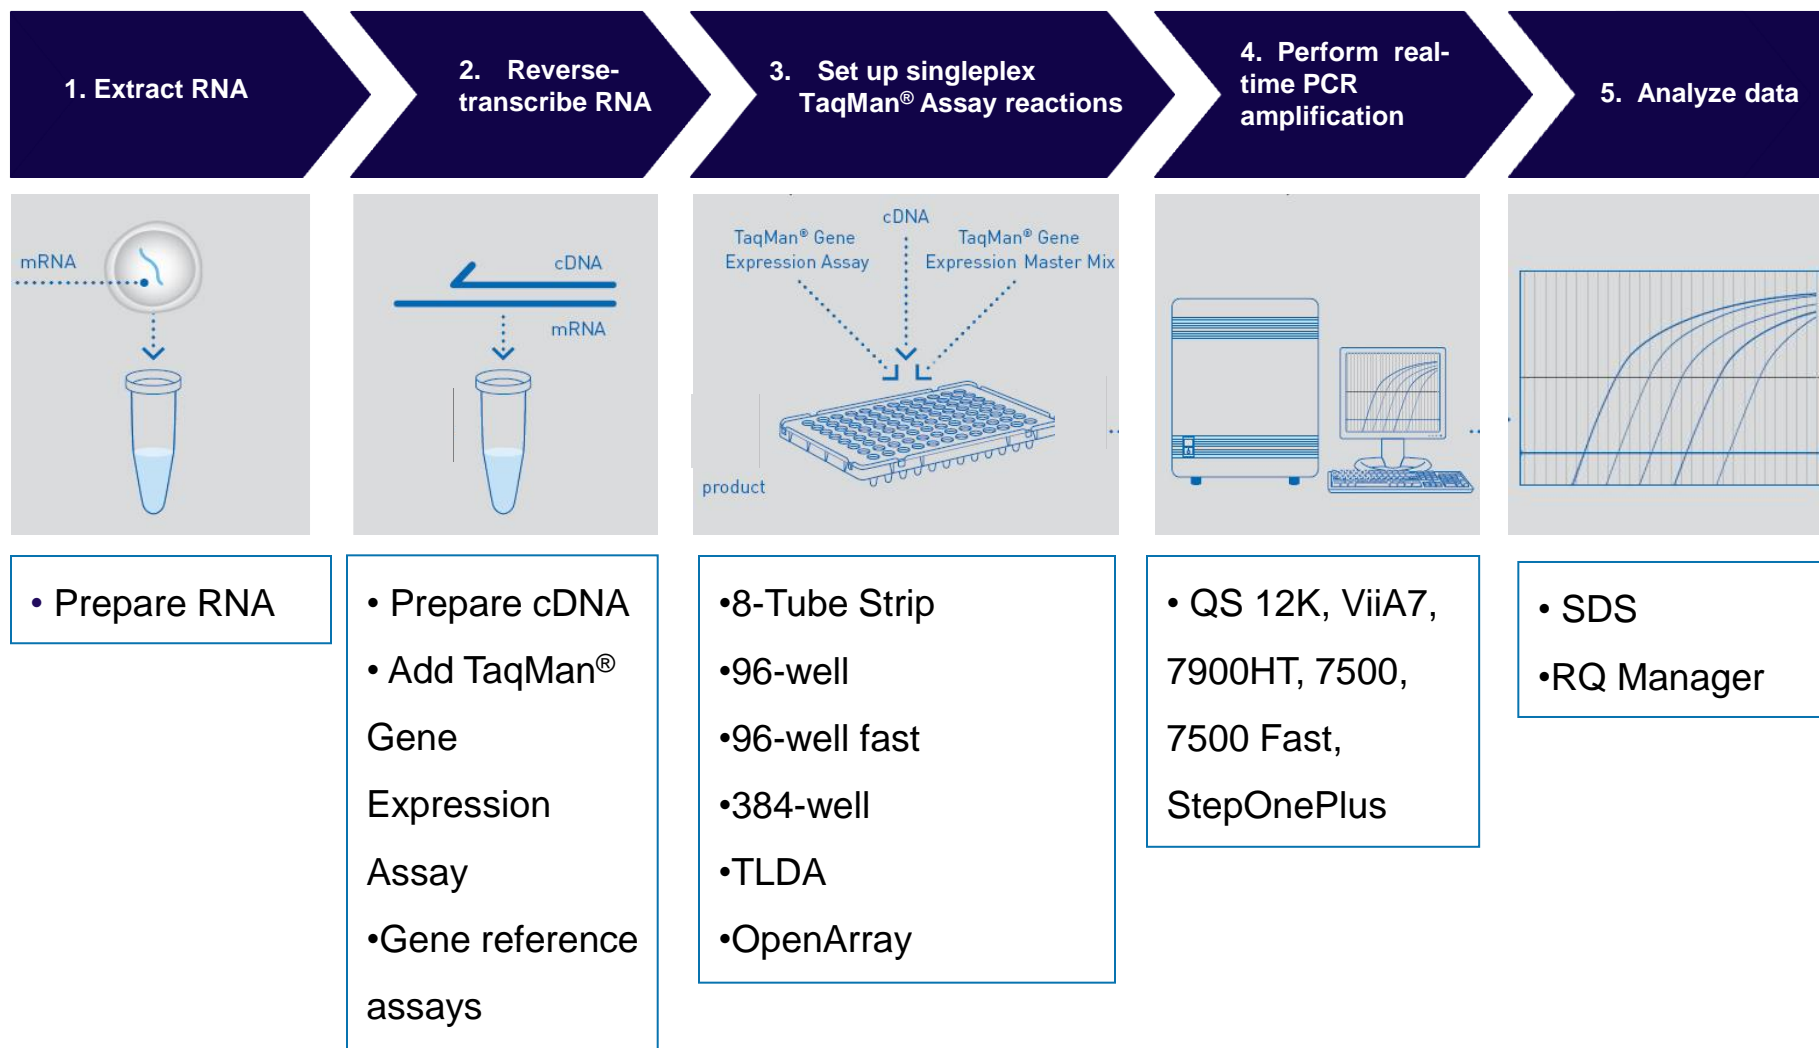 1. Extract RNA
2. Reverse-
transcribe RNA
3. Set up singleplex
TaqMan® Assay reactions
4. Perform real-
time PCR
amplification
5. Analyze data
mRNA
cDNA
mRNA
cDNA
TaqMan® Gene
Expression Assay
TaqMan® Gene
Expression Master Mix
product
• Prepare RNA
• Prepare cDNA
• Add TaqMan®
Gene
Expression
Assay
•Gene reference
assays
•8-Tube Strip
•96-well
•96-well fast
•384-well
•TLDA
•OpenArray
• QS 12K, ViiA7,
7900HT, 7500,
7500 Fast,
StepOnePlus
• SDS
•RQ Manager